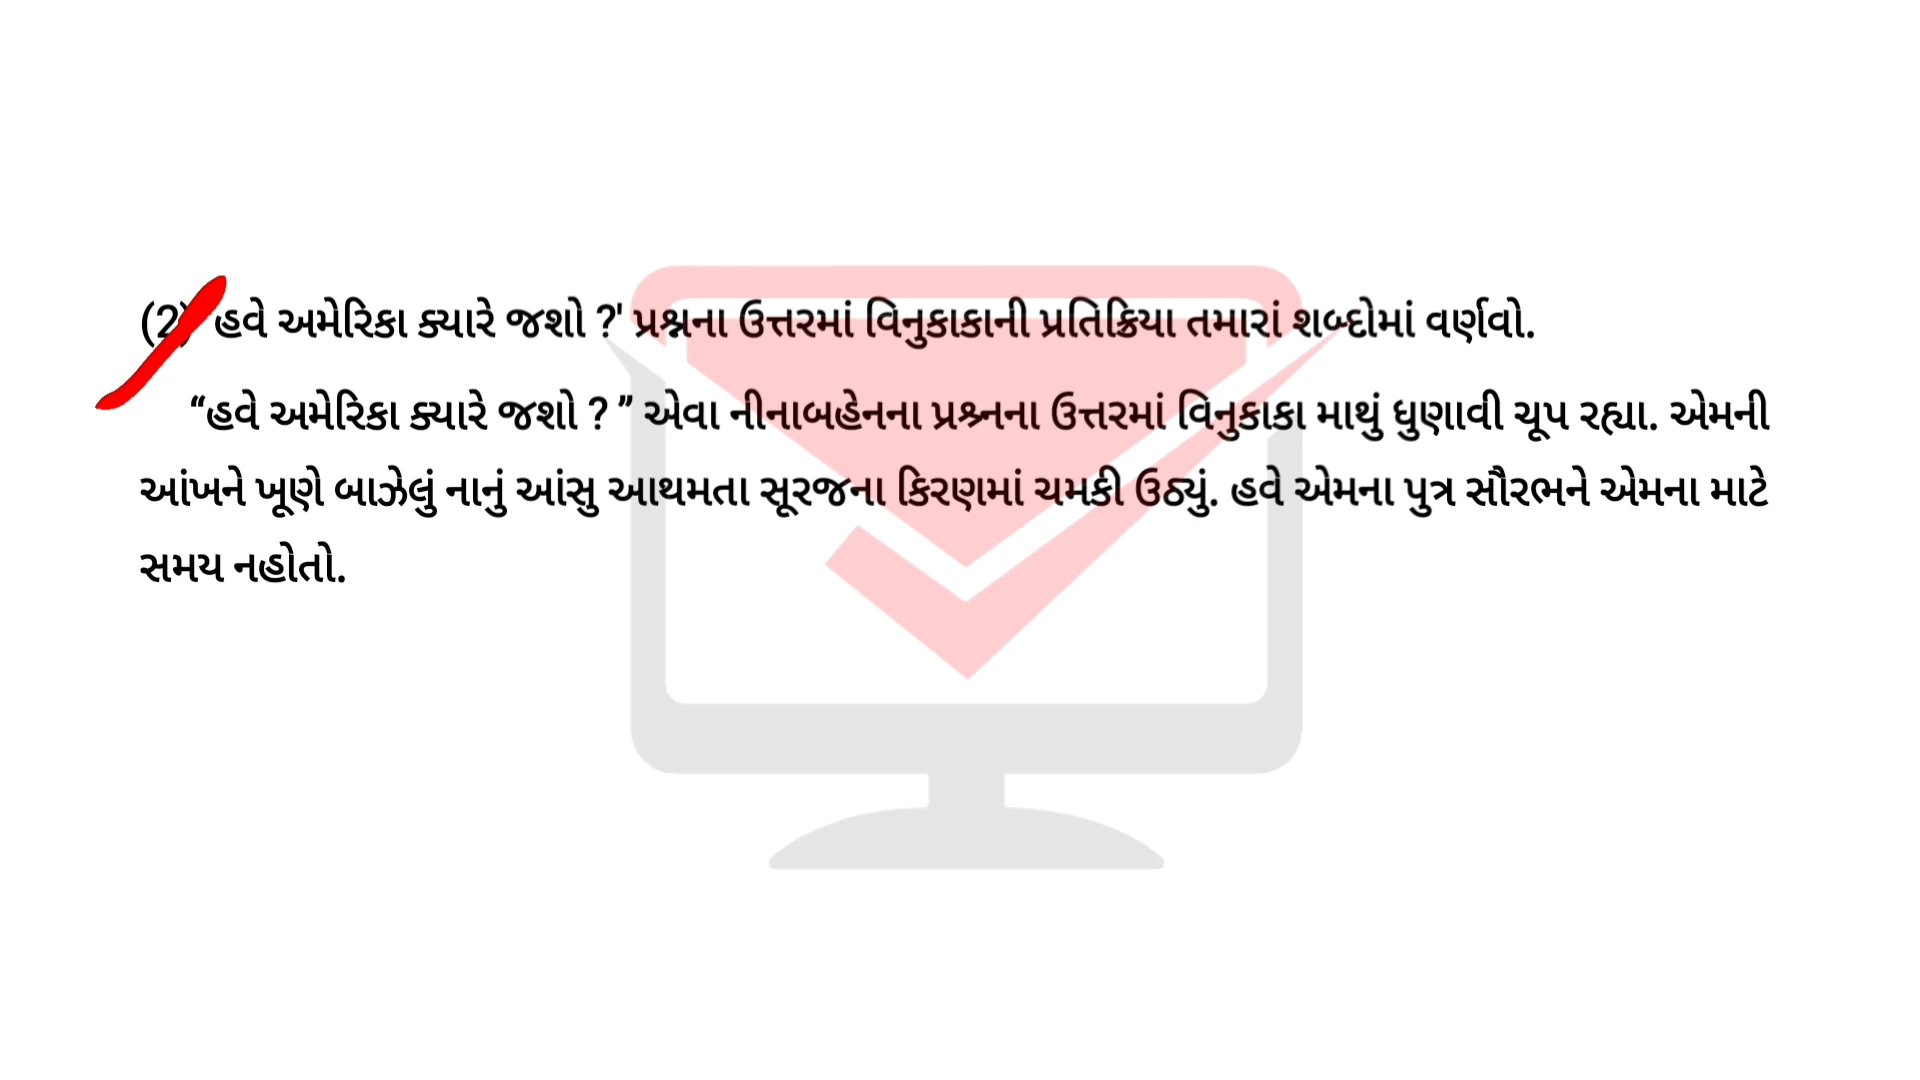 (2) 'હવે અમેરિકા ક્યારે જશો ?' પ્રશ્નના ઉત્તરમાં વિનુકાકાની પ્રતિક્રિયા તમારાં શબ્દોમાં વર્ણવો.
“હવે અમેરિકા ક્યારે જશો ? ” એવા નીનાબહેનના પ્રશ્નના ઉત્તરમાં વિનુકાકા માથું ધુણાવી ચૂપ રહ્યા. એમની
આંખને ખૂણે બાઝેલું નાનું આંસુ આથમતા સૂરજના કિરણમાં ચમકી ઉઠ્યું. હવે એમના પુત્ર સૌરભને એમના માટે
સમય નહોતો.